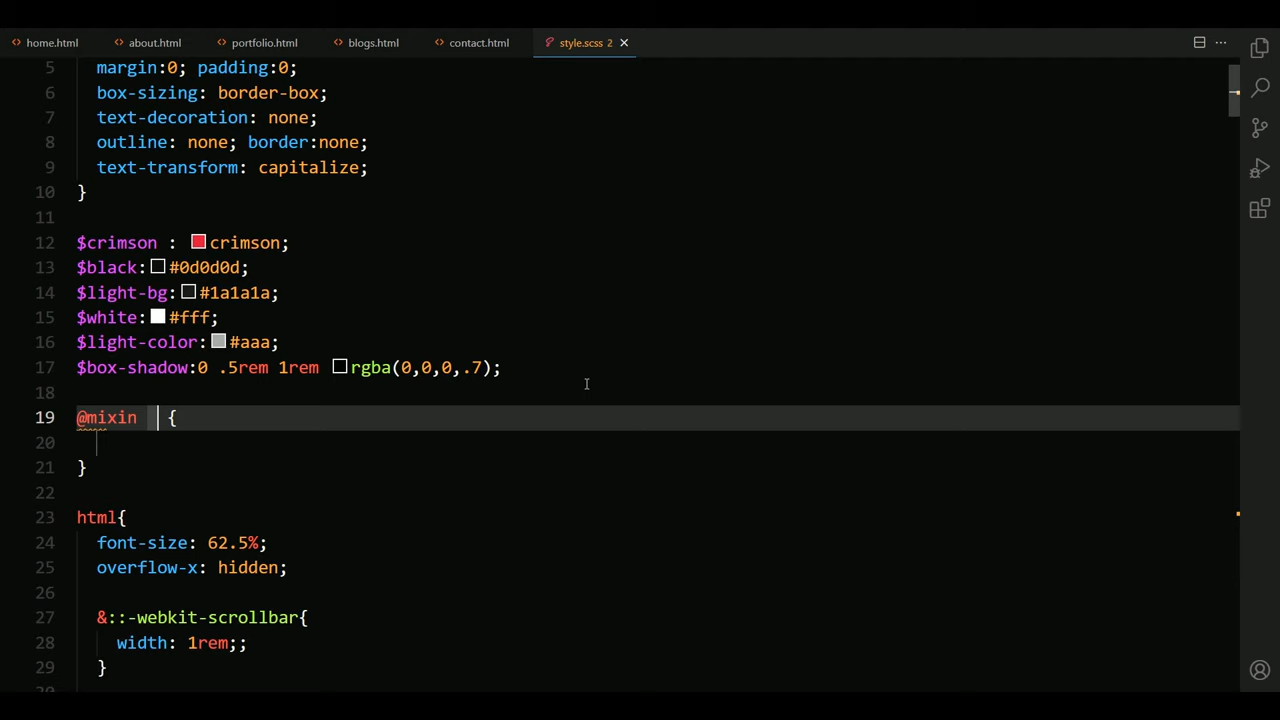 home.html about.html portfolio.html blogs.html contact.html style.scss 2
5 margin:0; padding:0;
6 box-sizing: border-box;
7 text-decoration: none;
8 outline: none; border:none;
9 text-transform: capitalize;
10 }
11
12 $crimson : crimson;
13 $black:#0d0d0d;
14 $light-bg:#1a1a1a;
15 $white:#fff;
16 $light-color:#aaa;
17 $box-shadow:0 .5rem 1rem rgba(0,0,0,.7);
18
19 @mixin {
20
21 }
22
23 html{
24 font-size: 62.5%;
25 overflow-x: hidden;
26
27 &::-webkit-scrollbar{
28 width: 1rem;;
29 }